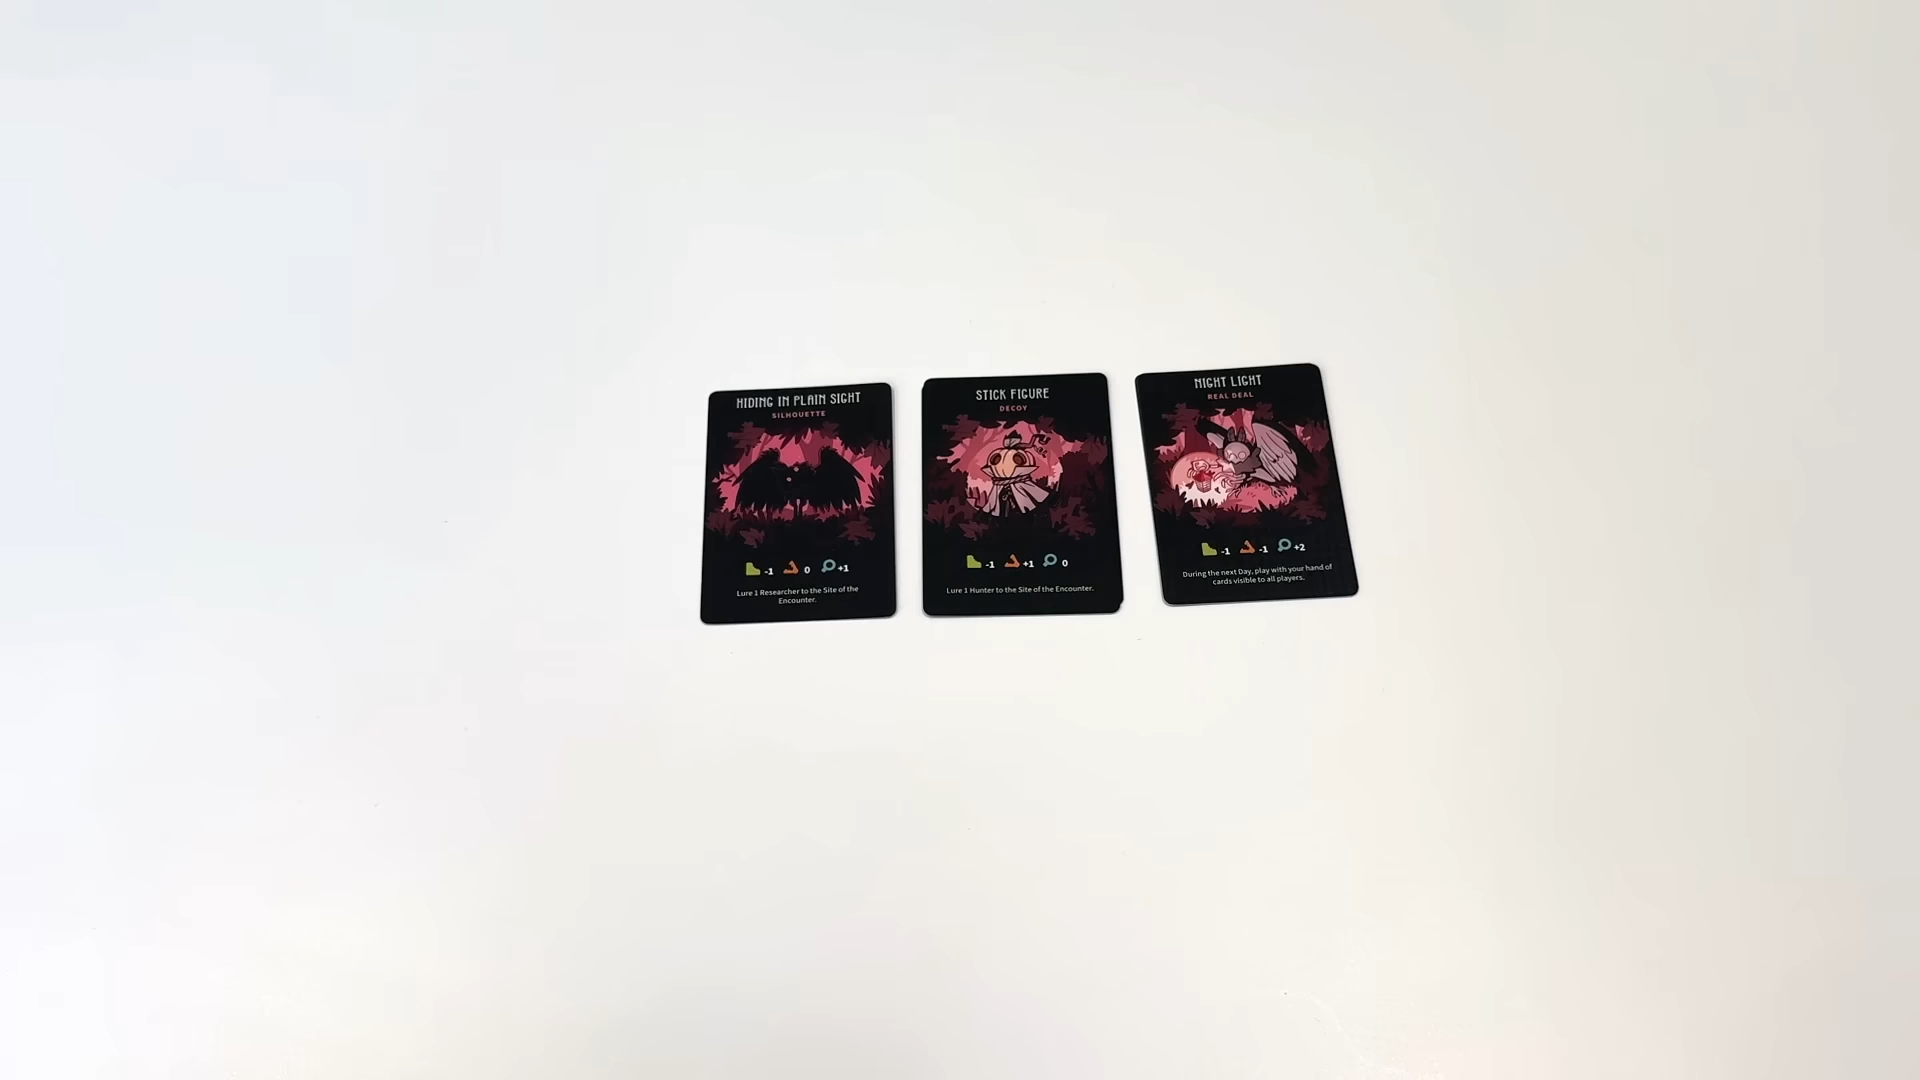 HIDING IN PLAIN SIGHT
SILHOUETTE
-1 0 +1
Lure 1 Researcher to the Site of the
Encounter.
STICK FIGURE
DECOY
-1 +1 0
Lure 1 Hunter to the Site of the Encounter.
NIGHT LIGHT
REAL DEAL
-1 -1 +2
During the next Day, play with your hand of
cards visible to all players.